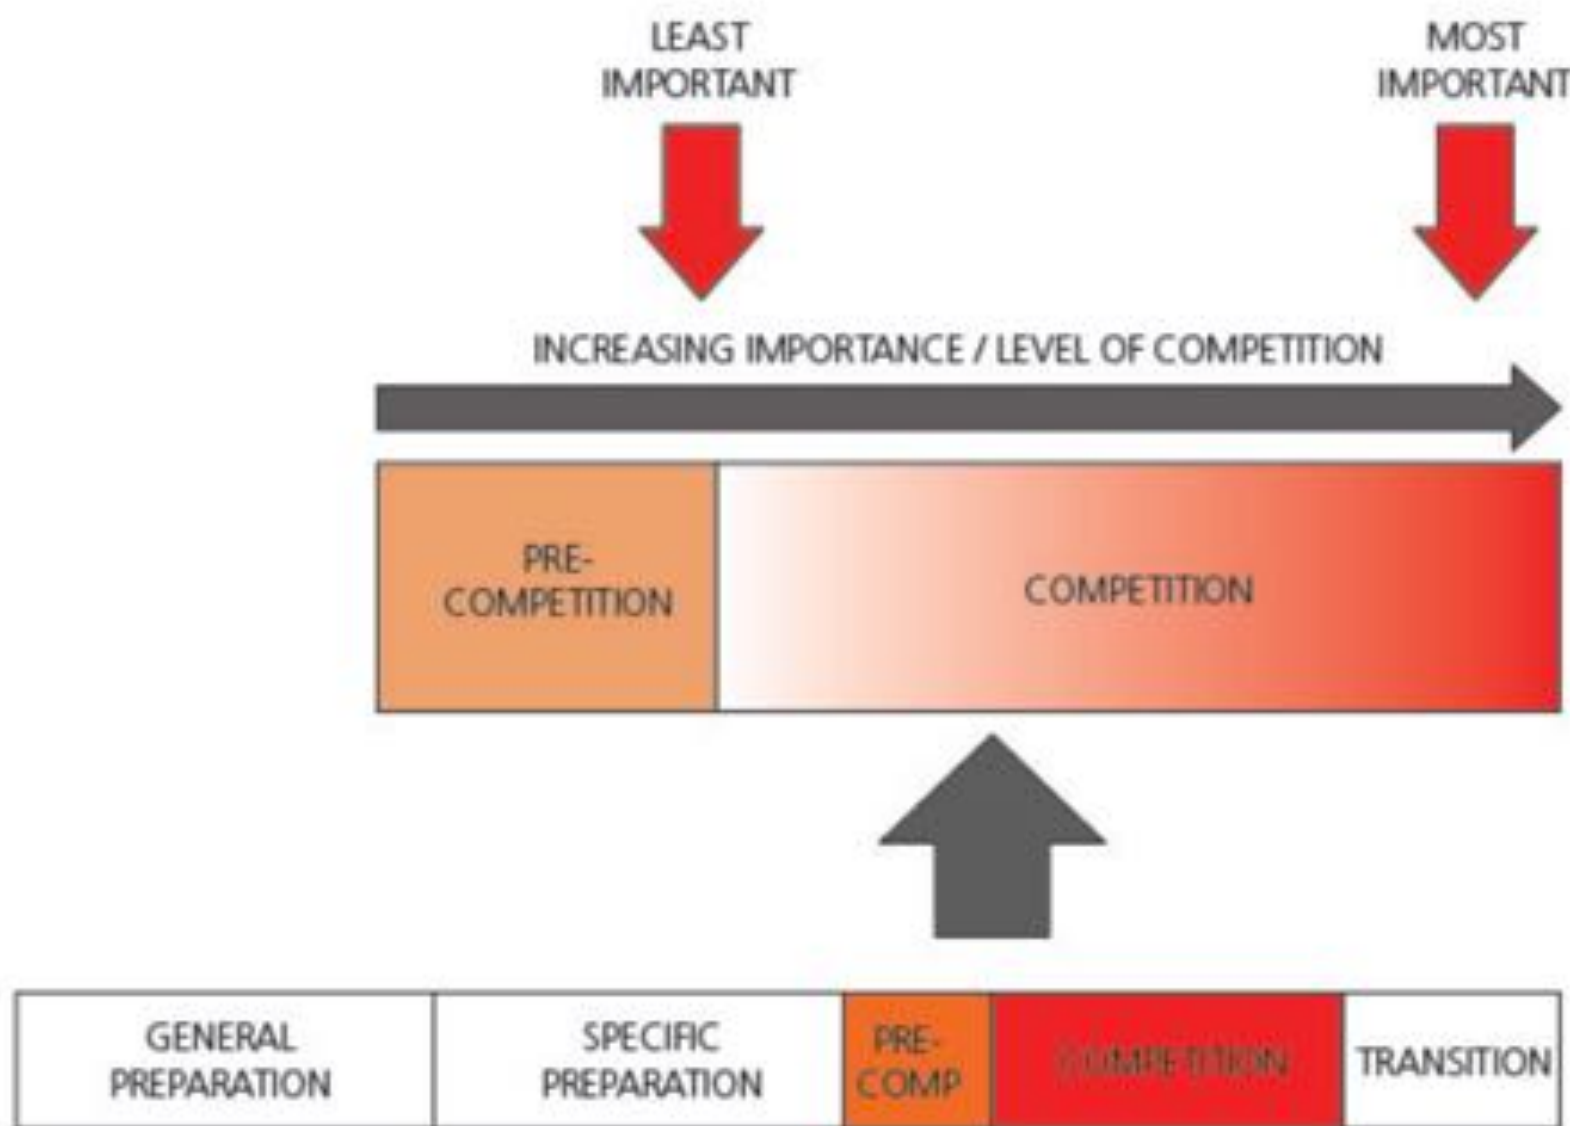 LEAST
IMPORTANT
MOST
IMPORTANT
INCREASING IMPORTANCE / LEVEL OF COMPETITION
PRE-
COMPETITION
COMPETITION
GENERAL
PREPARATION
SPECIFIC
PREPARATION
PRE-
COMP
COMPETITION
TRANSITION